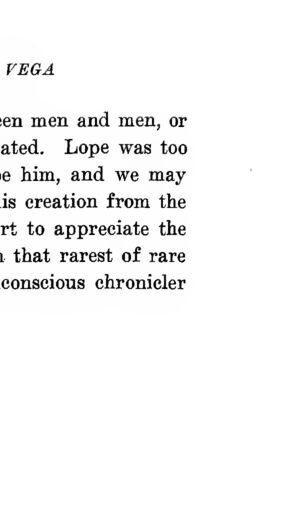 VEGA
een men and men, or
ated. Lope was too
e him, and we may
is creation from the
rt to appreciate the
that rarest of rare
conscious chronicler